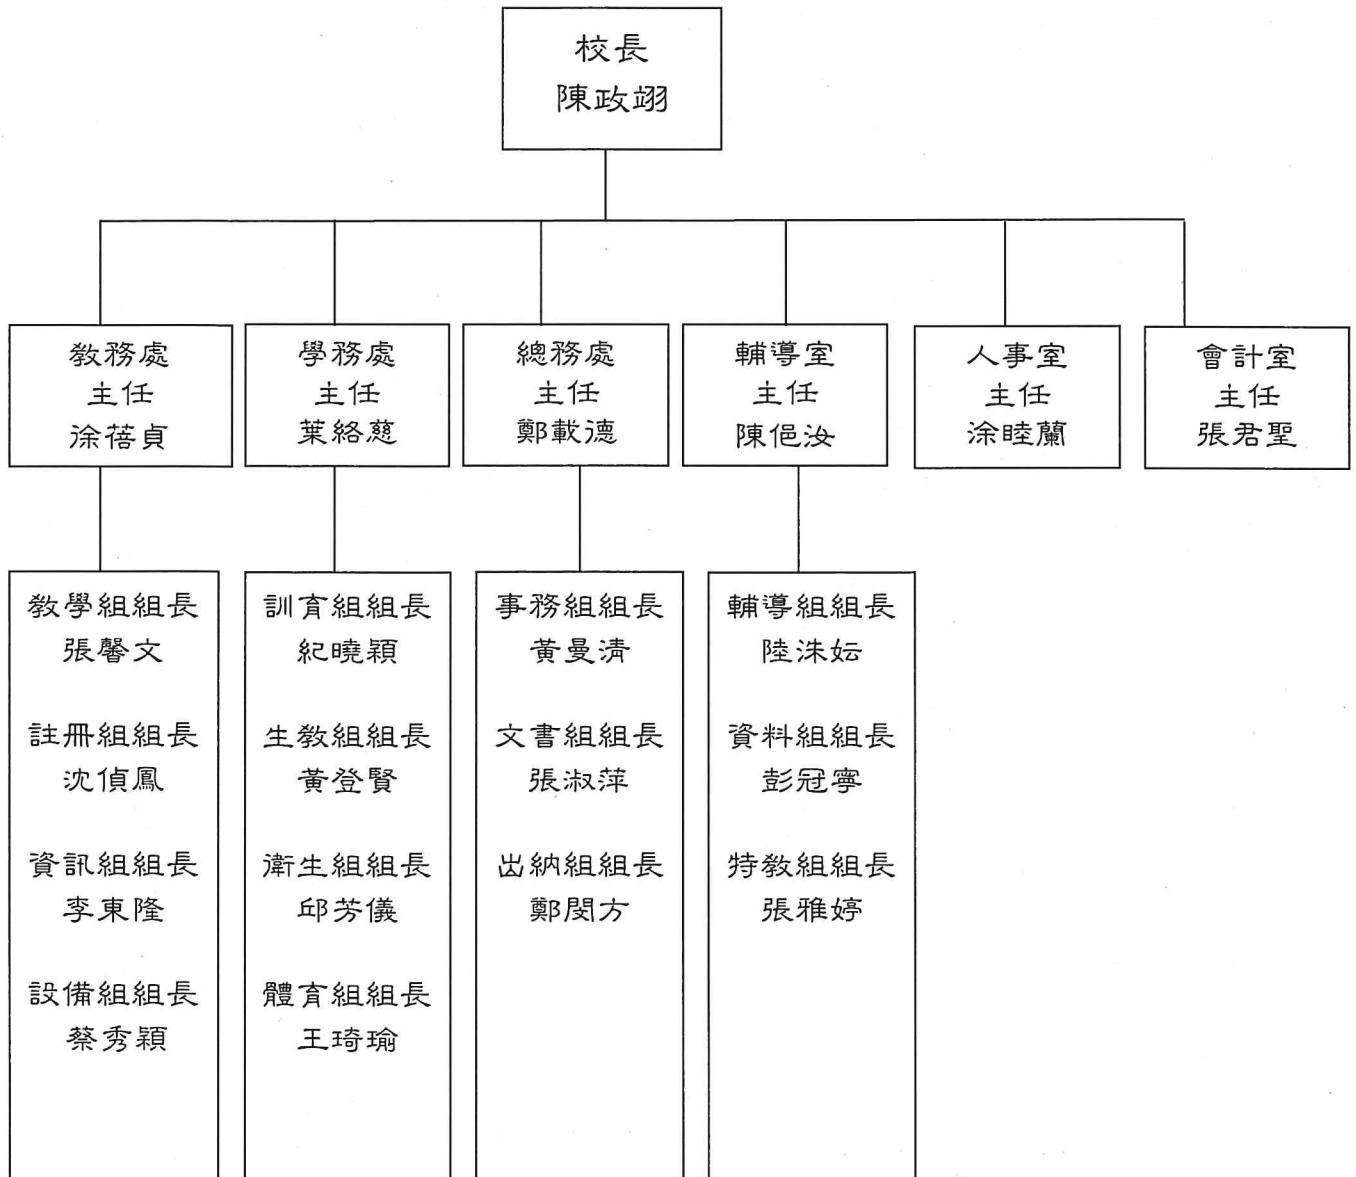 校長
陳政翊
教務處
主任
徐蓓貞
學務處
主任
葉絡慈
總務處
主任
鄭載德
輔導室
主任
陳俋汝
人事室
主任
涂睦蘭
會計室
主任
張君聖
教學組組長
張馨文
註冊組組長
沈偵鳳
資訊組組長
李東隆
設備組組長
蔡秀穎
訓育組組長
紀曉穎
生教組組長
黃登賢
衛生組組長
邱芳儀
體育組組長
王琦瑜
事務組組長
黃曼淸
文書組組長
張淑萍
出納組組長
鄭閔方
輔導組組長
陸洙妘
資料組組長
彭冠寧
特教組組長
張雅婷